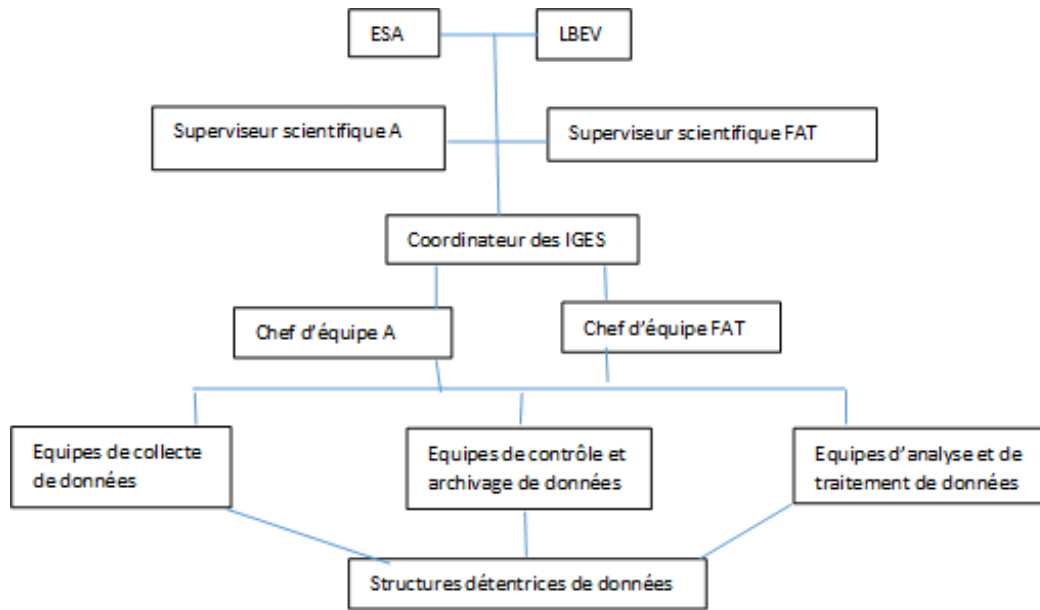 ESA
LBEV
Superviseur scientifique A
Superviseur scientifique FAT
Coordinateur des IGES
Chef d'équipe A
Chef d'équipe FAT
Equipes de collecte
de données
Equipes de contrôle et
archivage de données
Equipes d'analyse et de
traitement de données
Structures détentrices de données